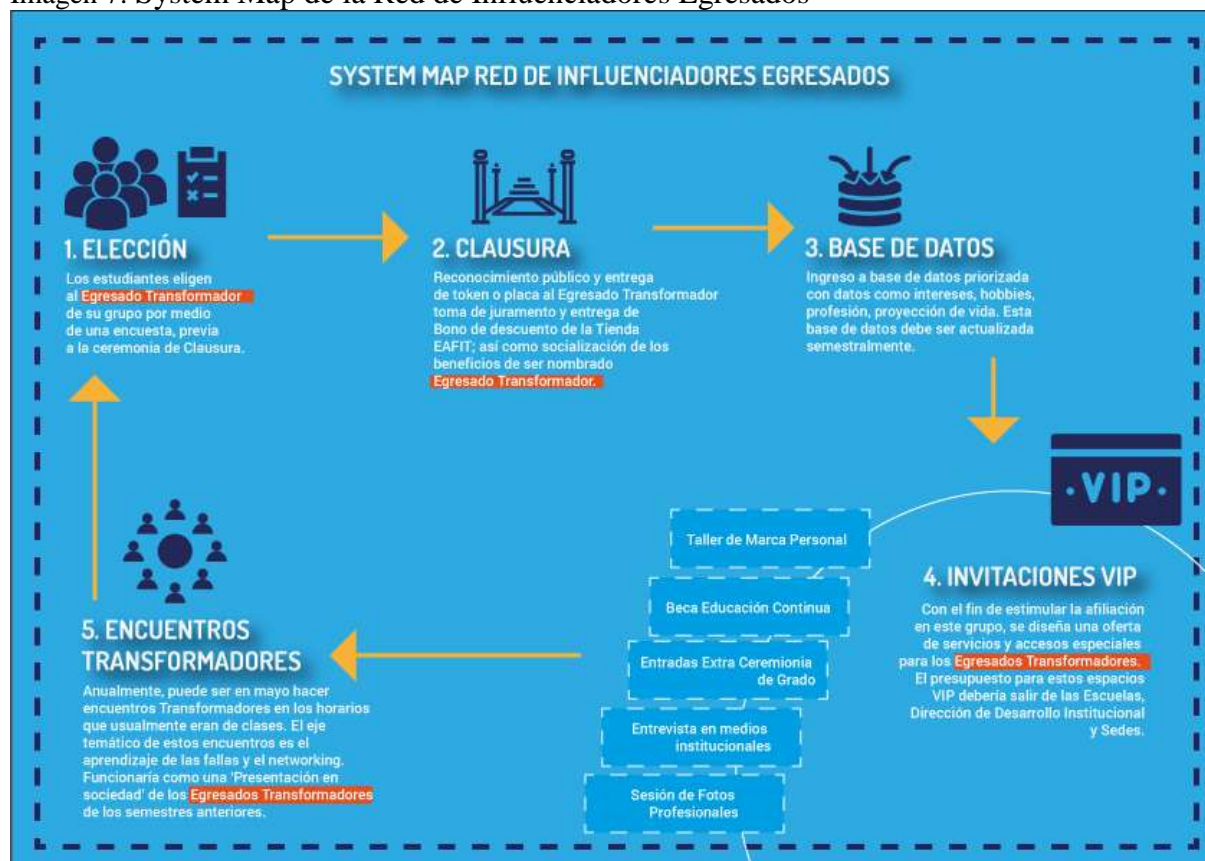 Imagen 7. System Map de la Red de Influenciadores Egresados
SYSTEM MAP RED DE INFLUENCIADORES EGRESADOS
1. ELECCIÓN
Los estudiantes eligen
al Egresado Transformador
de su grupo por medio
de una encuesta, previa
a la ceremonia de Clausura.
2. CLAUSURA
Reconocimiento público y entrega
de token o placa al Egresado Transformador
toma de juramento y entrega de
Bono de descuento de la Tienda
EAFIT; así como socialización de los
beneficios de ser nombrado
Egresado Transformador.
3. BASE DE DATOS
Ingreso a base de datos priorizada
con datos como intereses, hobbies,
profesión, proyección de vida. Esta
base de datos debe ser actualizada
semestralmente.
·VIP·
4. INVITACIONES VIP
Con el fin de estimular la afiliación
en este grupo, se diseña una oferta
de servicios y accesos especiales
para los Egresados Transformadores.
El presupuesto para estos espacios
VIP debería salir de las Escuelas,
Dirección de Desarrollo Institucional
y Sedes.
Taller de Marca Personal
Beca Educación Continua
Entradas Extra Ceremionia
de Grado
Entrevista en medios
institucionales
Sesión de Fotos
Profesionales
5. ENCUENTROS
TRANSFORMADORES
Anualmente, puede ser en mayo hacer
encuentros Transformadores en los horarios
que usualmente eran de clases. El eje
temático de estos encuentros es el
aprendizaje de las fallas y el networking.
Funcionaría como una 'Presentación en
sociedad' de los Egresados Transformadores
de los semestres anteriores.